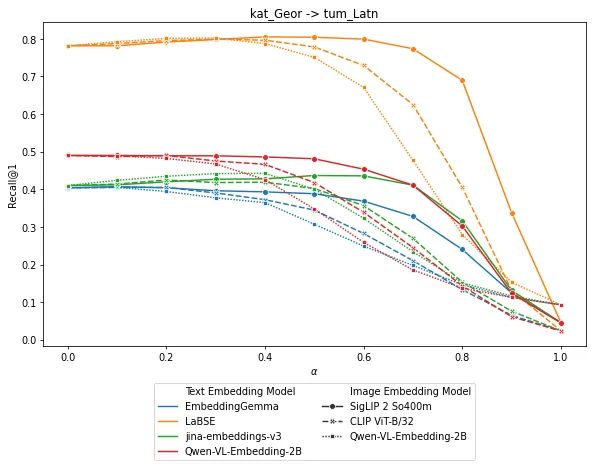 kat_Geor -> tum_Latn
Recall@1
0.8
0.7
0.6
0.5
0.4
0.3
0.2
0.1
0.0
0.0
0.2
0.4
0.6
0.8
1.0
α
Text Embedding Model
EmbeddingGemma
LaBSE
jina-embeddings-v3
Qwen-VL-Embedding-2B
Image Embedding Model
SigLIP 2 So400m
CLIP ViT-B/32
Qwen-VL-Embedding-2B